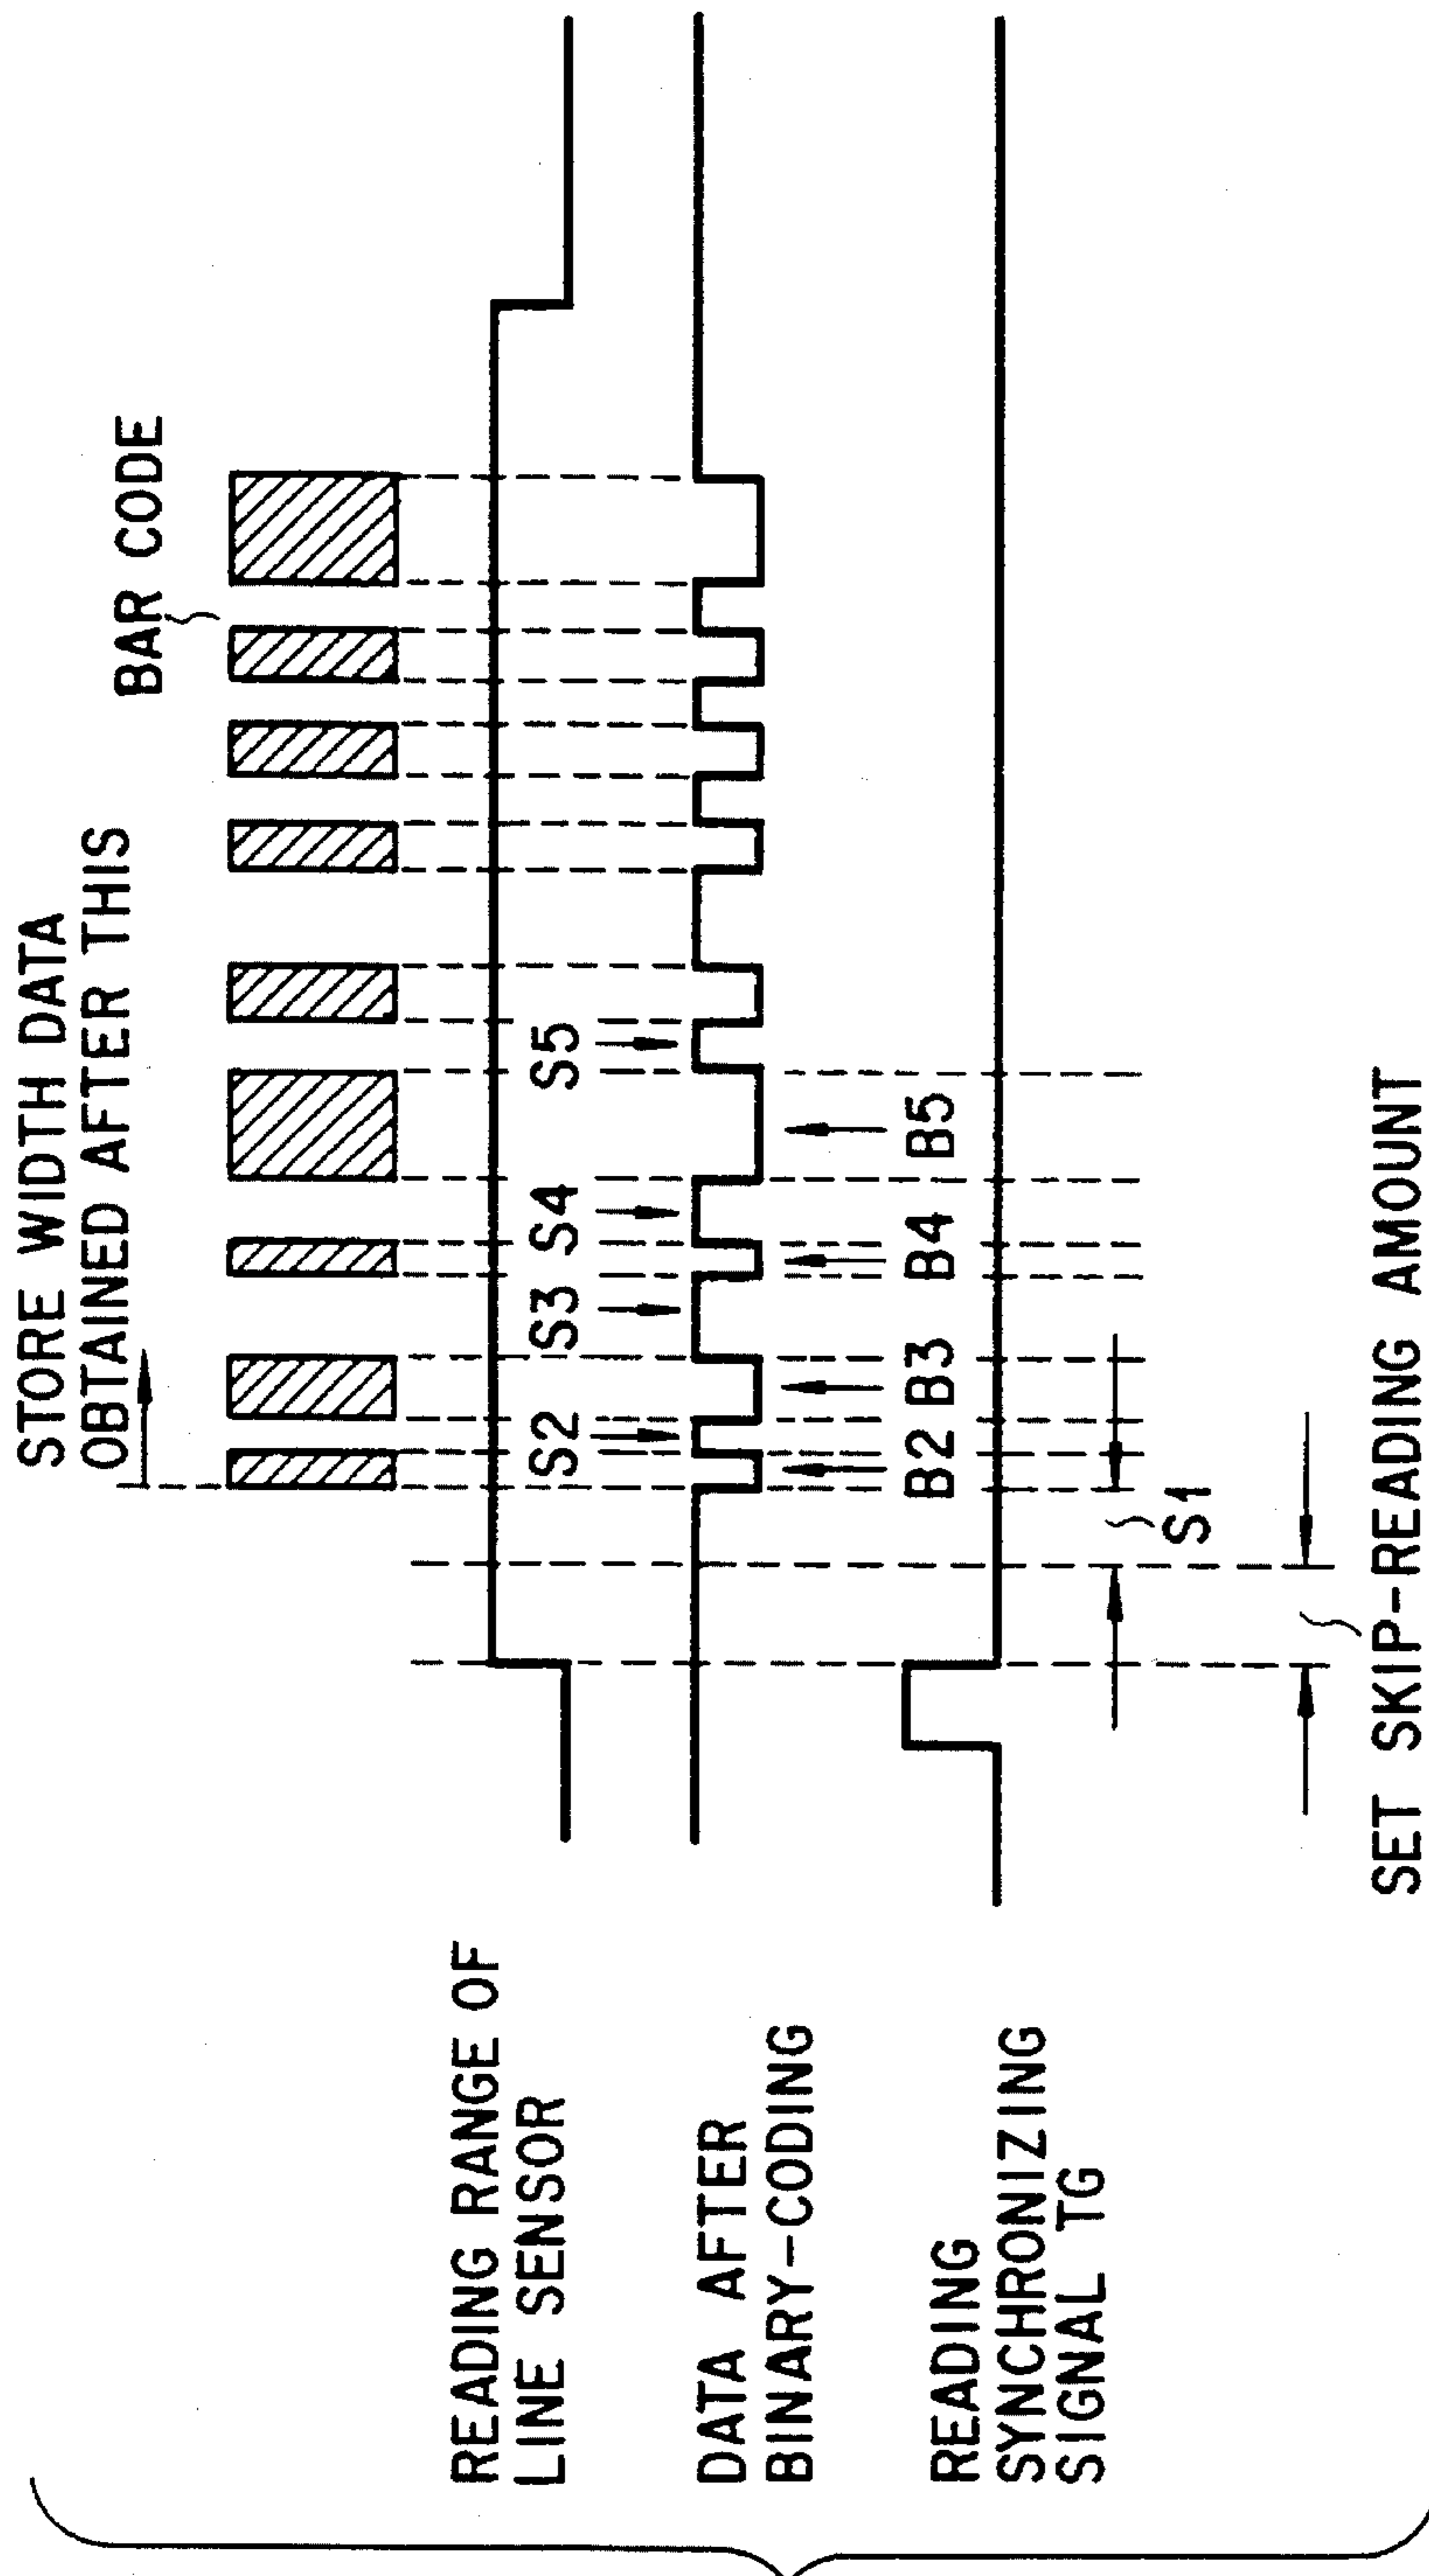 STORE WIDTH DATA
OBTAINED AFTER THIS
BAR CODE
READING RANGE OF
LINE SENSOR
S2 S3 S4 S5
DATA AFTER
BINARY-CODING
B2 B3 B4 B5
READING
SYNCHRONIZING
SIGNAL TG
S1
SET SKIP-READING AMOUNT